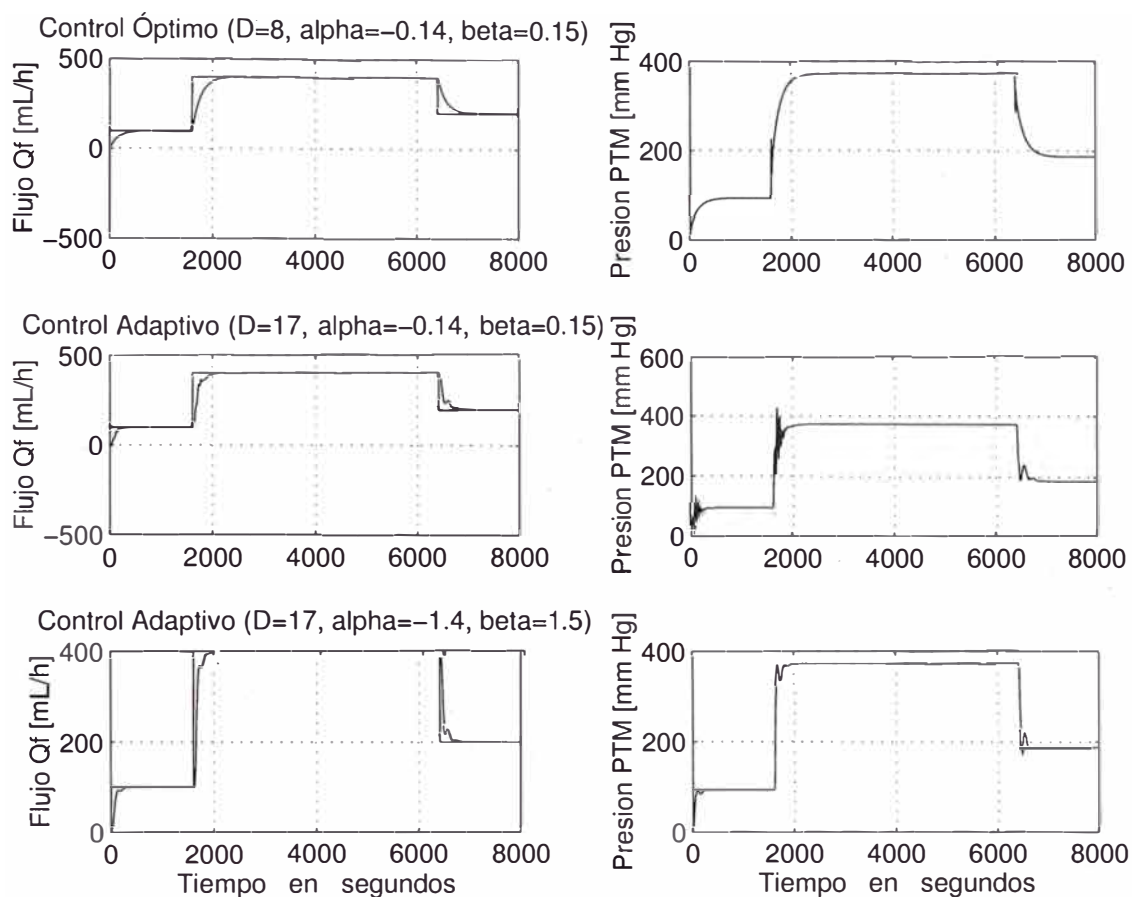 Control Óptimo (D=8, alpha=−0.14, beta=0.15)
Flujo Qf [mL/h]
500
0
−500
0 2000 4000 6000 8000
Presion PTM [mm Hg]
400
200
0
0 2000 4000 6000 8000
Control Adaptivo (D=17, alpha=−0.14, beta=0.15)
Flujo Qf [mL/h]
500
0
−500
0 2000 4000 6000 8000
Presion PTM [mm Hg]
600
400
200
0
0 2000 4000 6000 8000
Control Adaptivo (D=17, alpha=−1.4, beta=1.5)
Flujo Qf [mL/h]
400
200
0
0 2000 4000 6000 8000
Tiempo en segundos
Presion PTM [mm Hg]
400
200
0
0 2000 4000 6000 8000
Tiempo en segundos